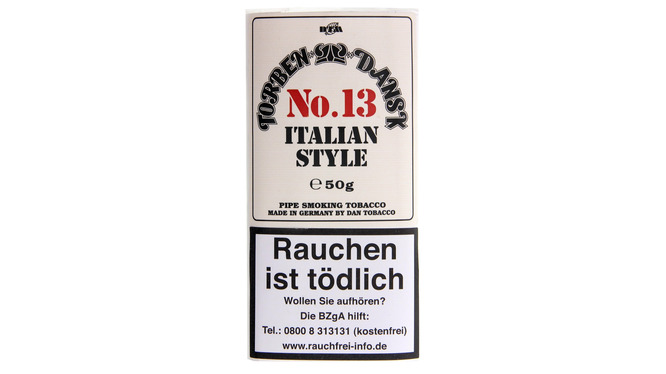 DTM
TORBEN DANSK
No.13
ITALIAN
STYLE
℮ 50g
PIPE SMOKING TOBACCO
MADE IN GERMANY BY DAN TOBACCO
Rauchen
ist tödlich
Wollen Sie aufhören?
Die BZgA hilft:
Tel.: 0800 8 313131 (kostenfrei)
www.rauchfrei-info.de